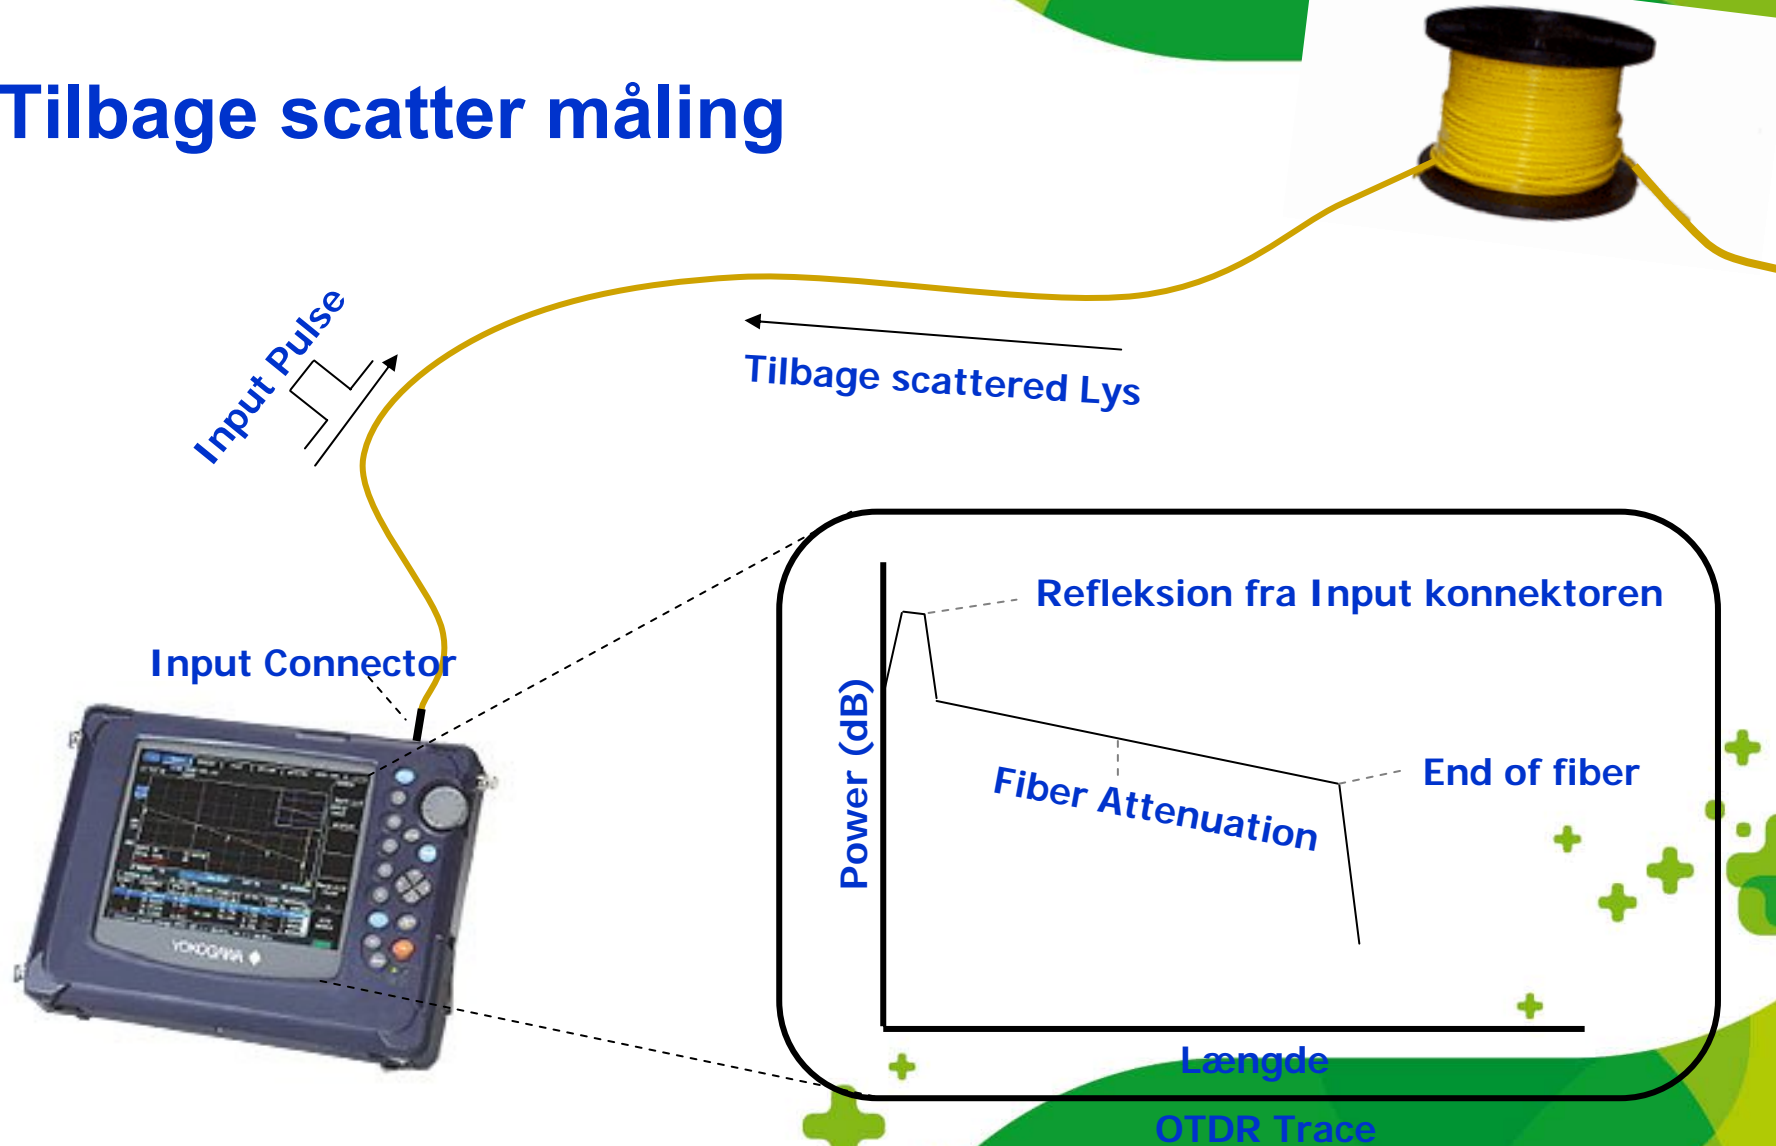 Tilbage scatter måling
Input Pulse
Tilbage scattered Lys
Input Connector
YOKOGAWA
Refleksion fra Input konnektoren
Power (dB)
Fiber Attenuation
End of fiber
Længde
OTDR Trace